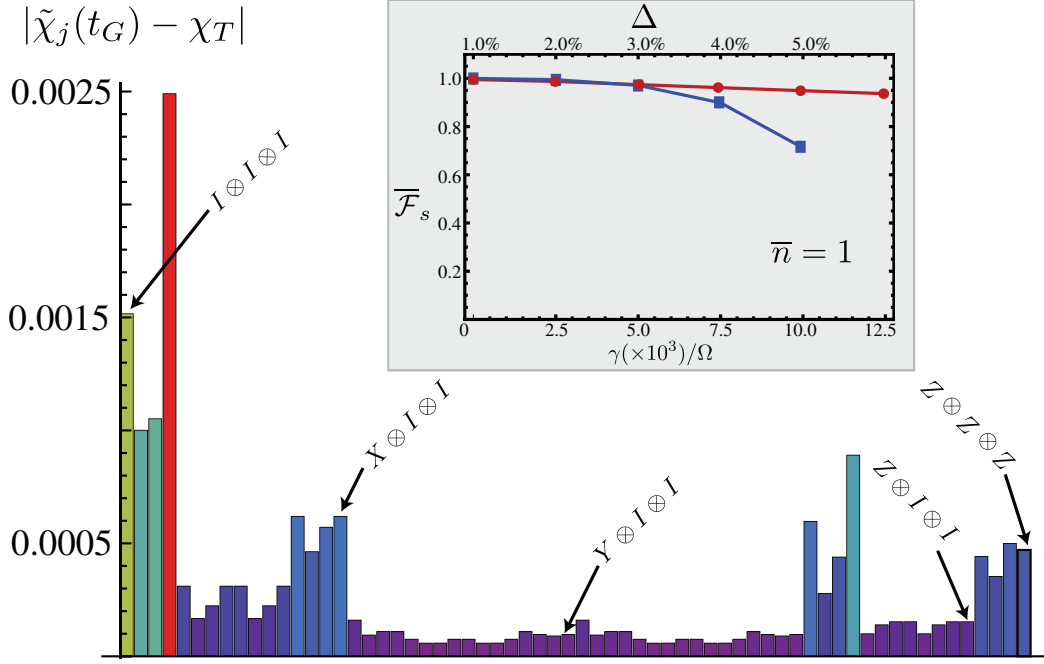 |χ̃_j(t_G) − χ_T|
0.0025
0.0015
0.0005
I ⊕ I ⊕ I
X ⊕ I ⊕ I
Y ⊕ I ⊕ I
Z ⊕ I ⊕ I
Z ⊕ Z ⊕ Z
Δ
1.0% 2.0% 3.0% 4.0% 5.0%
1.0
0.8
0.6
0.4
0.2
F̅_s
n̅ = 1
0 2.5 5.0 7.5 10.0 12.5
γ(×10³)/Ω